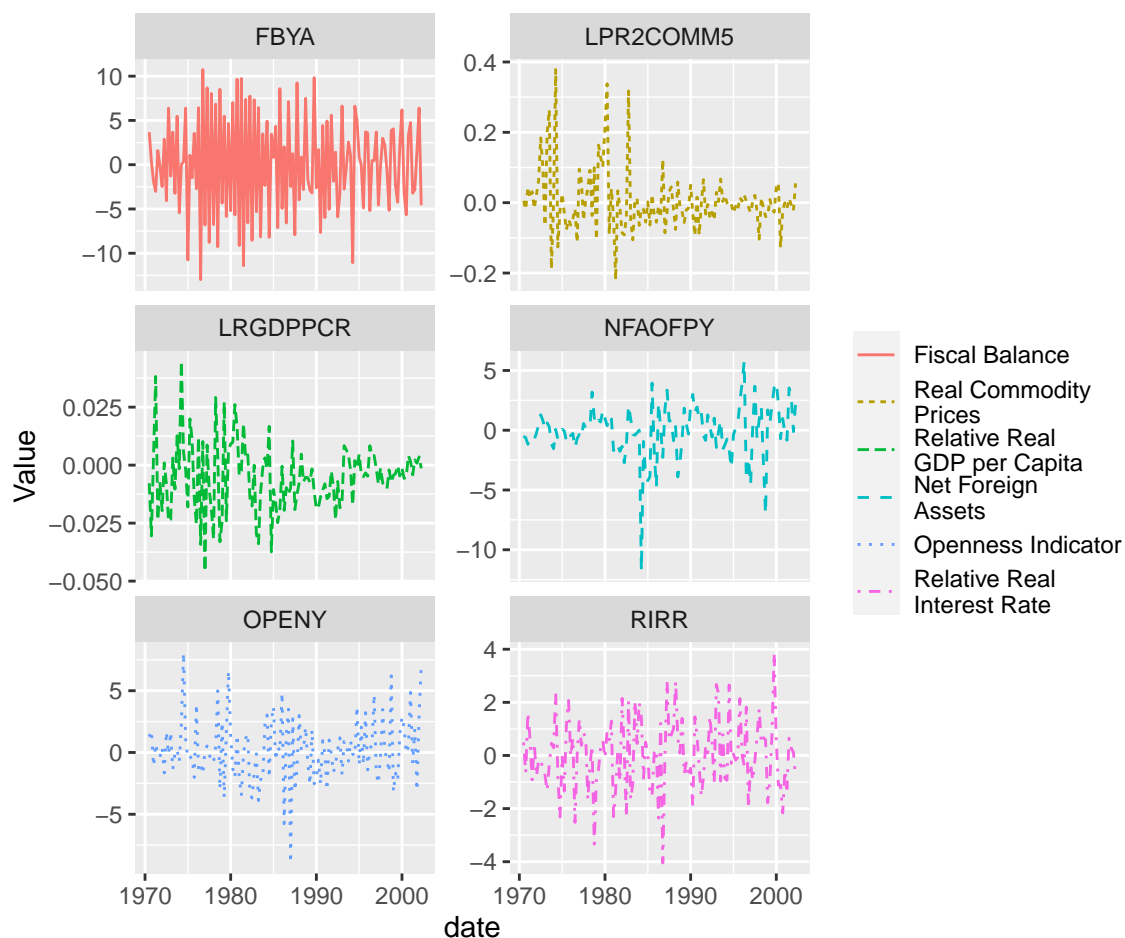 FBYA
LPR2COMM5
10
5
0
−5
−10
0.4
0.2
0.0
−0.2
LRGDPPCR
NFAOFPY
0.025
0.000
−0.025
−0.050
5
0
−5
−10
OPENY
RIRR
5
0
−5
4
2
0
−2
−4
1970 1980 1990 2000
1970 1980 1990 2000
date
Value
Fiscal Balance
Real Commodity
Prices
Relative Real
GDP per Capita
Net Foreign
Assets
Openness Indicator
Relative Real
Interest Rate